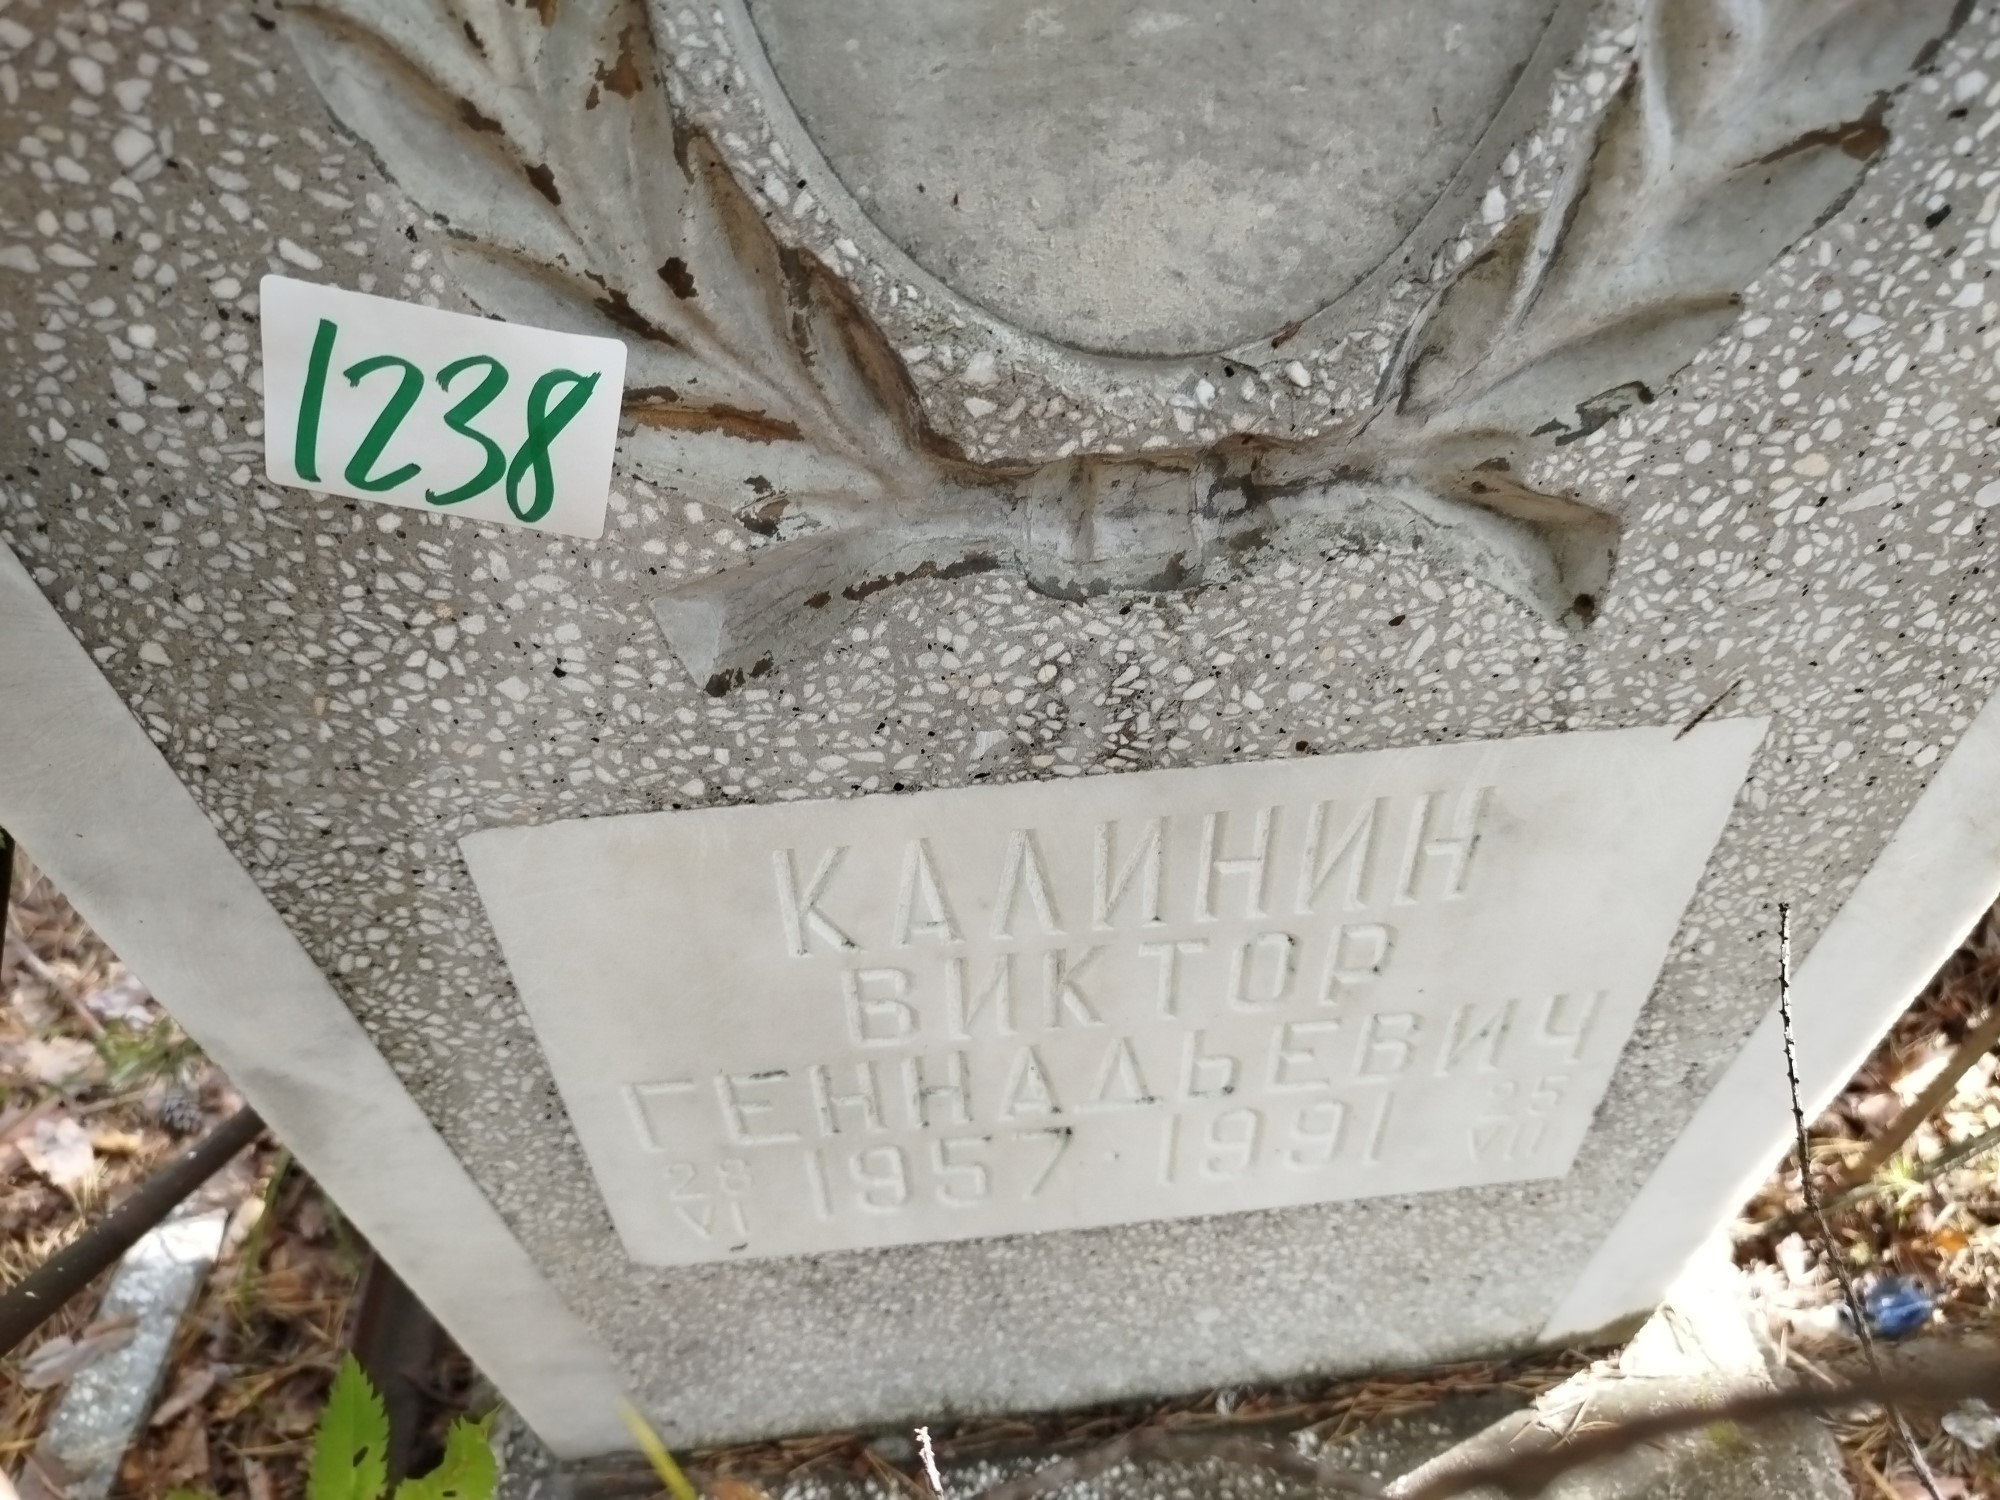 1238
КАЛИНИН
ВИКТОР
ГЕННАДЬЕВИЧ
28 VI 1957 · 1991 25 VII